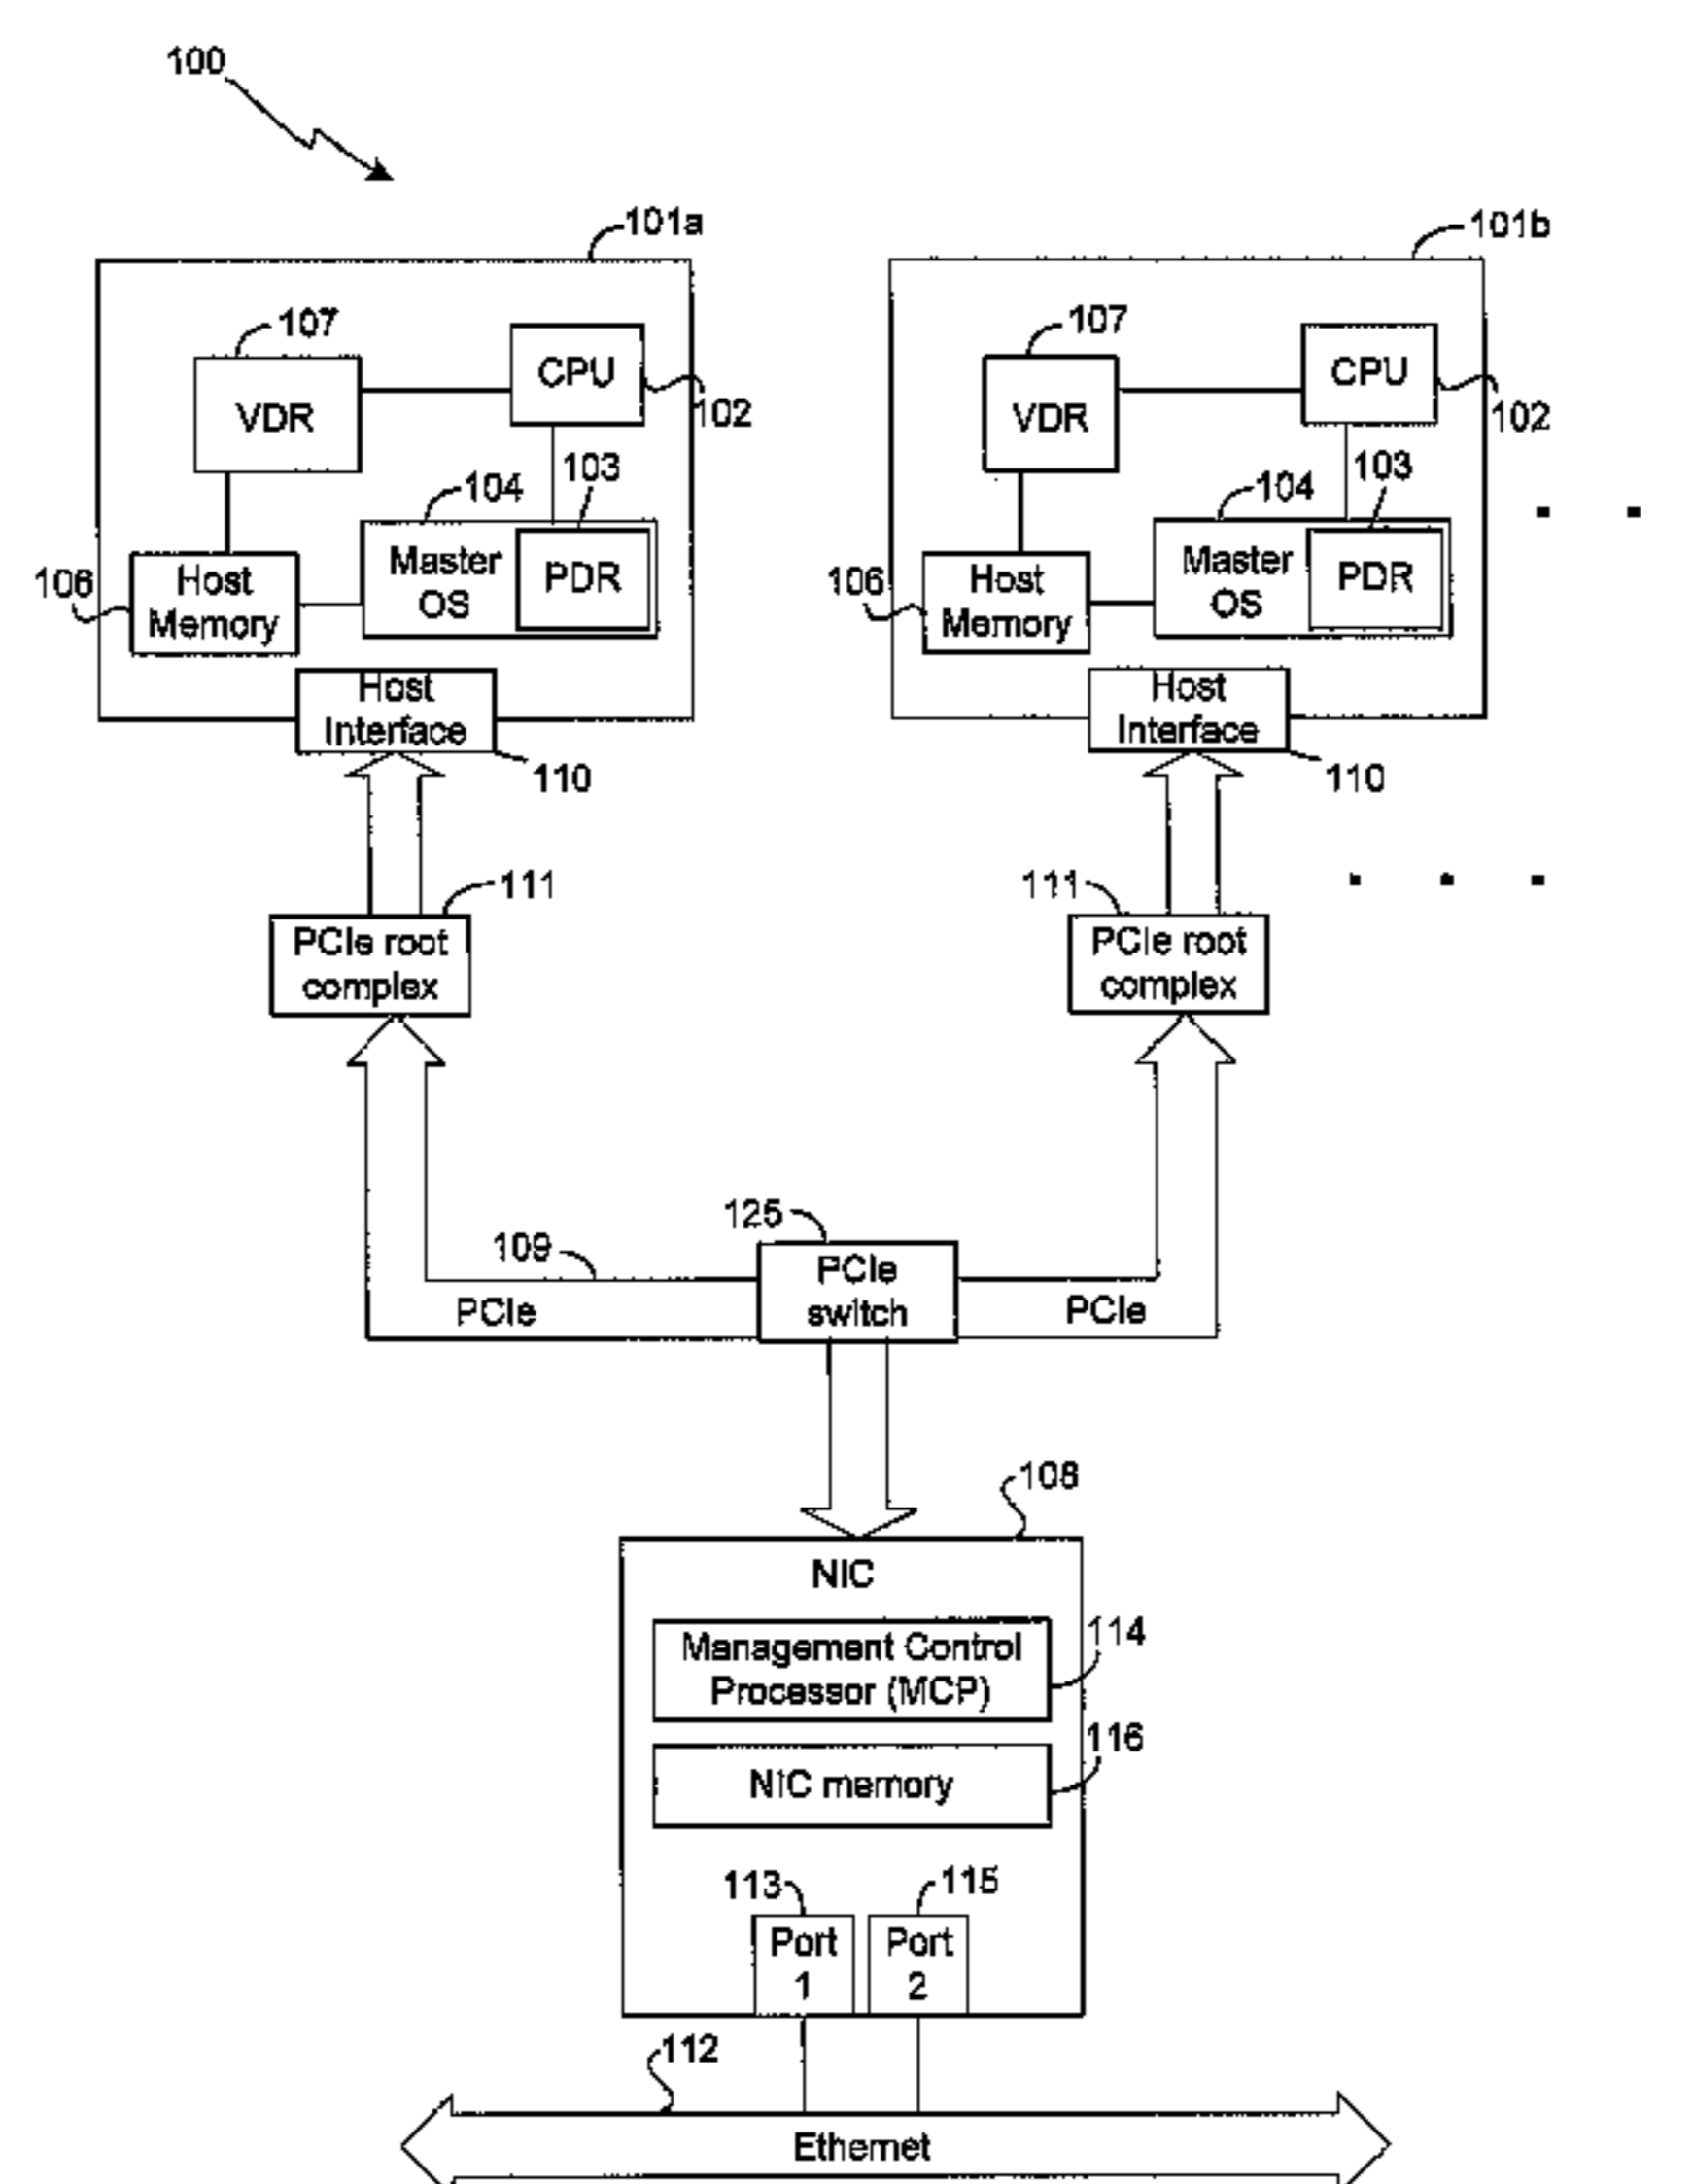 100
101a
101b
107
CPU
VDR
102
103
104
Master
OS
PDR
106
Host
Memory
Host
Interface
110
107
CPU
VDR
102
103
104
Master
OS
PDR
106
Host
Memory
Host
Interface
110
111
PCIe root
complex
111
PCIe root
complex
125
109
PCIe
switch
PCIe
PCIe
108
NIC
Management Control
Processor (MCP)
114
NIC memory
116
113
115
Port
1
Port
2
112
Ethernet